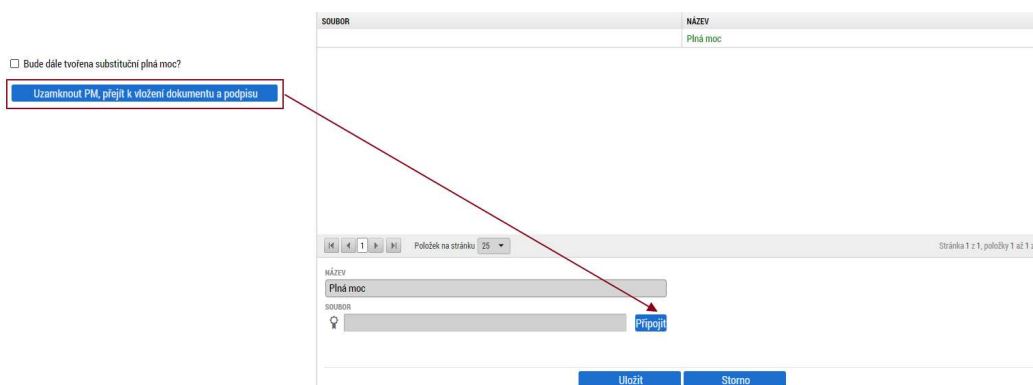 SOUBOR NÁZEV
Plná moc
Bude dále tvořena substituční plná moc?
Uzamknout PM, přejít k vložení dokumentu a podpisu
1 Položek na stránku 25 Stránka 1 z 1, položky 1 až 1 z
NÁZEV
Plná moc
SOUBOR
Připojit
Uložit Storno